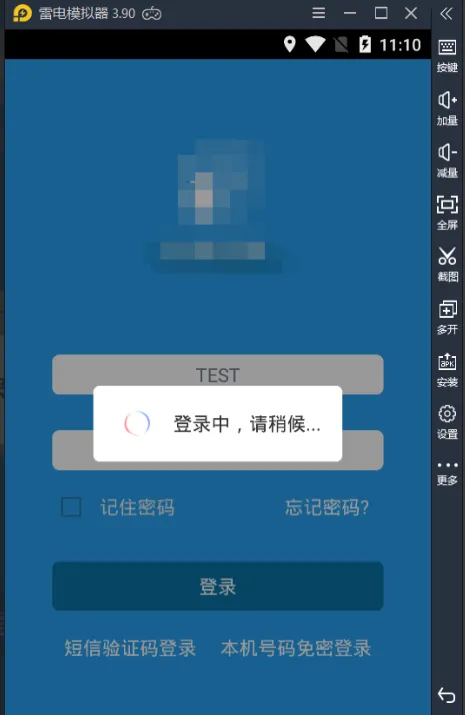 雷电模拟器 3.90
11:10
按键
加量
减量
全屏
截图
多开
安装
设置
更多
TEST
登录中，请稍候...
记住密码 忘记密码?
登录
短信验证码登录 本机号码免密登录